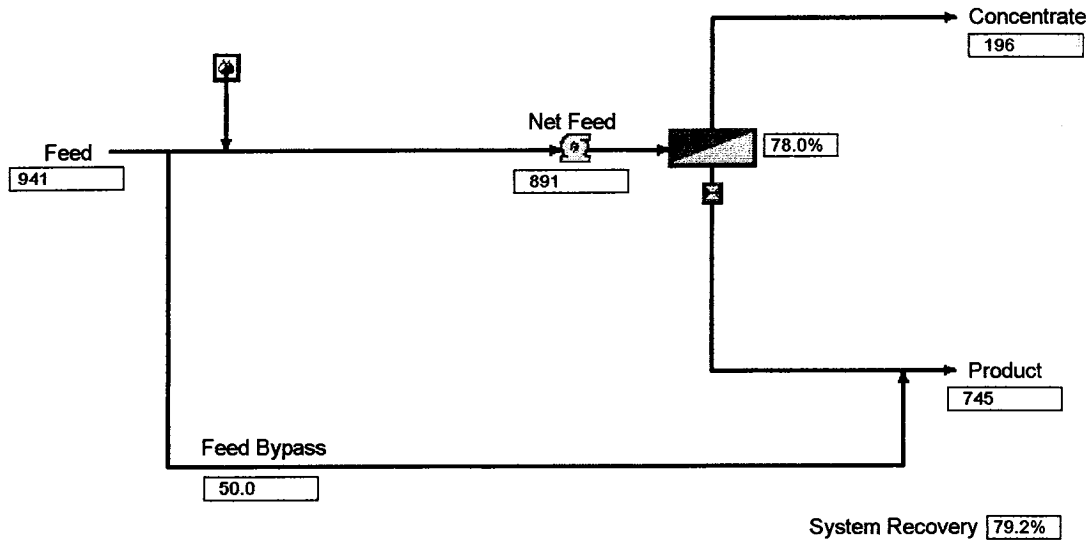 Concentrate
196
Net Feed
Feed
78.0%
941
891
Product
745
Feed Bypass
50.0
System Recovery 79.2%